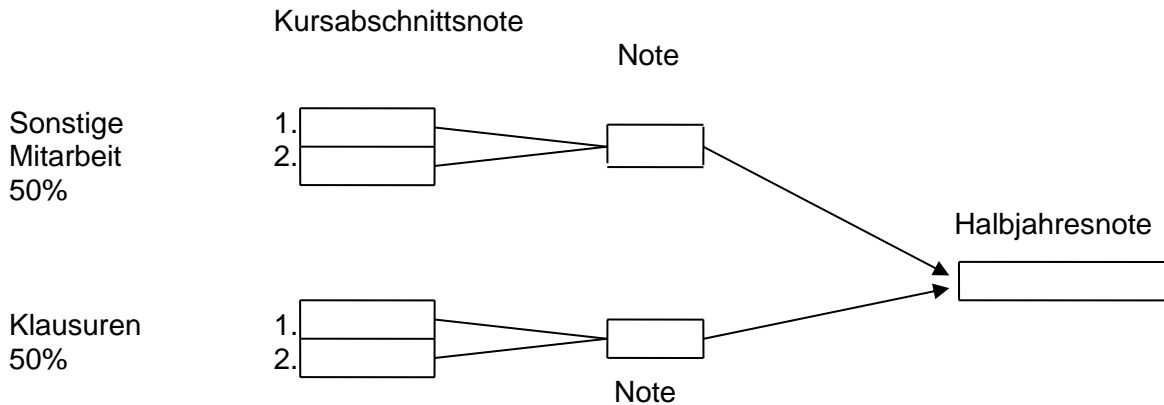 Kursabschnittsnote
Note
Sonstige
Mitarbeit
50%
1.
2.
Halbjahresnote
Klausuren
50%
1.
2.
Note